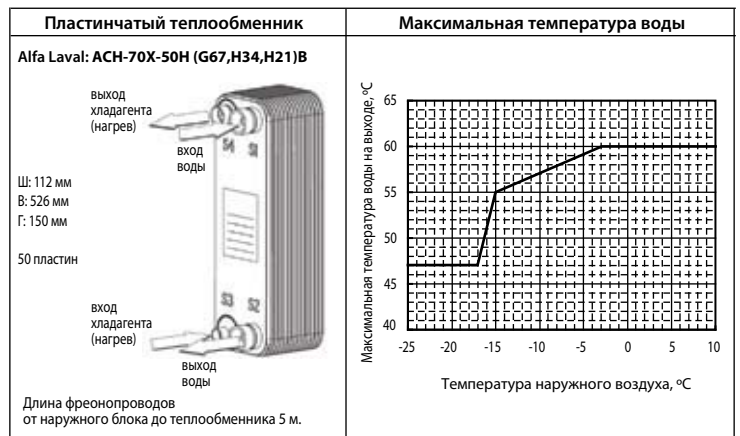 Пластинчатый теплообменник
Максимальная температура воды
Alfa Laval: ACH-70X-50H (G67,H34,H21)B
выход
хладагента
(нагрев)
вход
воды
S4 S1
Ш: 112 мм
В: 526 мм
Г: 150 мм
50 пластин
S3 S2
вход
хладагента
(нагрев)
выход
воды
Длина фреонопроводов
от наружного блока до теплообменника 5 м.
Максимальная температура воды на выходе, ºС
65
60
55
50
45
40
-25 -20 -15 -10 -5 0 5 10
Температура наружного воздуха, ºС